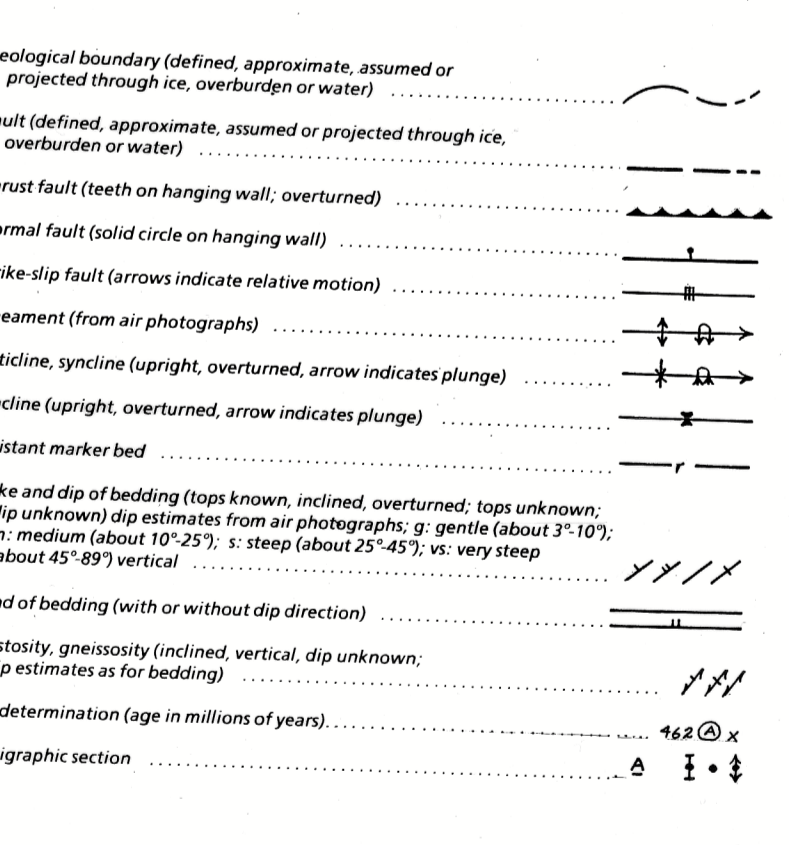 eological boundary (defined, approximate, assumed or
projected through ice, overburden or water)
ult (defined, approximate, assumed or projected through ice,
overburden or water)
rust fault (teeth on hanging wall; overturned)
ormal fault (solid circle on hanging wall)
ike-slip fault (arrows indicate relative motion)
eament (from air photographs)
ticline, syncline (upright, overturned, arrow indicates plunge)
cline (upright, overturned, arrow indicates plunge)
istant marker bed r
ke and dip of bedding (tops known, inclined, overturned; tops unknown;
lip unknown) dip estimates from air photographs; g: gentle (about 3°-10°);
n: medium (about 10°-25°); s: steep (about 25°-45°); vs: very steep
about 45°-89°) vertical
d of bedding (with or without dip direction)
stosity, gneissosity (inclined, vertical, dip unknown;
p estimates as for bedding)
determination (age in millions of years) 462 A x
igraphic section A